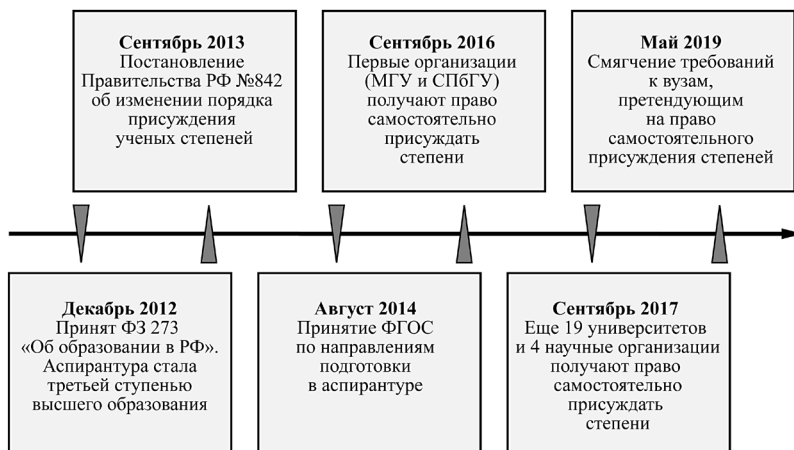 Сентябрь 2013
Постановление
Правительства РФ №842
об изменении порядка
присуждения
ученых степеней
Сентябрь 2016
Первые организации
(МГУ и СПбГУ)
получают право
самостоятельно
присуждать
степени
Май 2019
Смягчение требований
к вузам,
претендующим
на право
самостоятельного
присуждения степеней
Декабрь 2012
Принят ФЗ 273
«Об образовании в РФ».
Аспирантура стала
третьей ступенью
высшего образования
Август 2014
Принятие ФГОС
по направлениям
подготовки
в аспирантуре
Сентябрь 2017
Еще 19 университетов
и 4 научные организации
получают право
самостоятельно
присуждать
степени